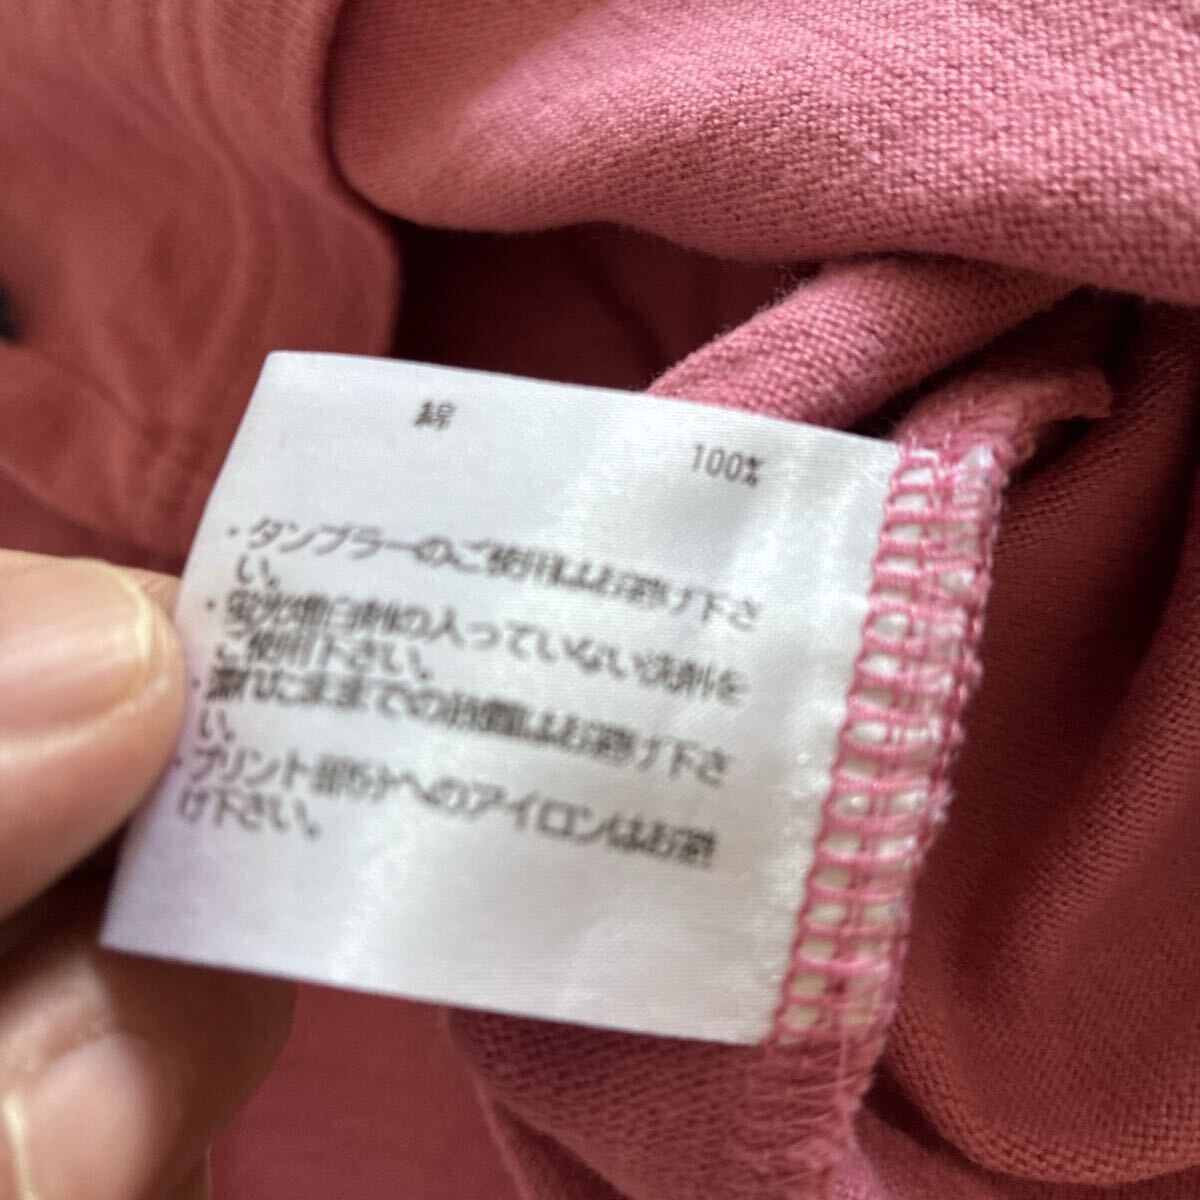 綿
100%
・タンブラーのご使用はお避け下さ
い。
・蛍光増白剤の入っていない洗剤を
ご使用下さい。
・濡れたままでの放置はお避け下さ
い。
・プリント部分へのアイロンはお避
け下さい。